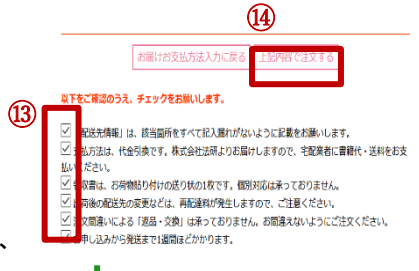 ⑭
お届けお支払方法入力に戻る 上記内容で注文する
以下をご確認のうえ、チェックをお願いします。
⑬
配送先情報」は、該当箇所をすべて記入漏れがないように記載をお願いします。
支払方法は、代金引換です。株式会社法研よりお届けしますので、宅配業者に書籍代・送料をお支
払いください。
領収書は、お荷物貼り付けの送り状の1枚です。個別対応は承っておりません。
出荷後の配送先の変更などは、再配達料が発生しますので、ご注意ください。
注文間違いによる「返品・交換」は承っておりません。お間違えないようにご注文ください。
お申し込みから発送まで1週間ほどかかります。
、